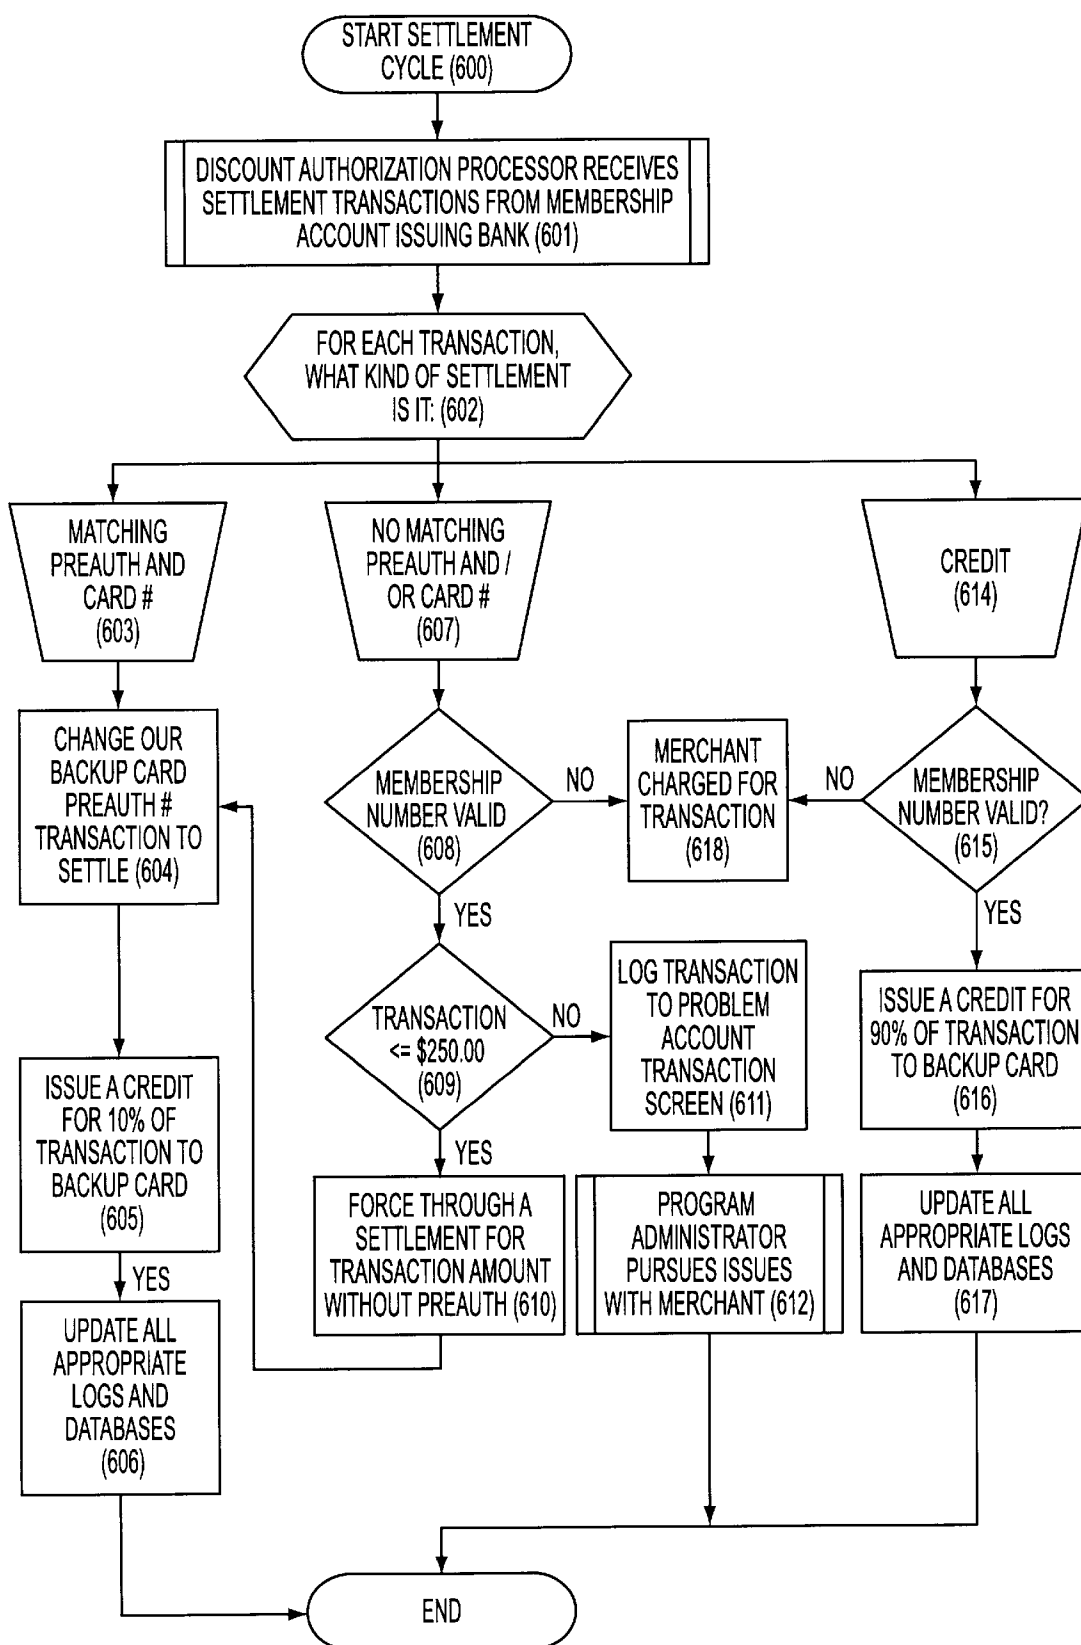 START SETTLEMENT
CYCLE (600)
DISCOUNT AUTHORIZATION PROCESSOR RECEIVES
SETTLEMENT TRANSACTIONS FROM MEMBERSHIP
ACCOUNT ISSUING BANK (601)
FOR EACH TRANSACTION,
WHAT KIND OF SETTLEMENT
IS IT: (602)
MATCHING
PREAUTH AND
CARD #
(603)
NO MATCHING
PREAUTH AND /
OR CARD #
(607)
CREDIT
(614)
CHANGE OUR
BACKUP CARD
PREAUTH #
TRANSACTION TO
SETTLE (604)
MEMBERSHIP
NUMBER VALID
(608)
NO
MERCHANT
CHARGED FOR
TRANSACTION
(618)
NO
MEMBERSHIP
NUMBER VALID?
(615)
YES
YES
TRANSACTION
<= $250.00
(609)
NO
LOG TRANSACTION
TO PROBLEM
ACCOUNT
TRANSACTION
SCREEN (611)
ISSUE A CREDIT FOR
90% OF TRANSACTION
TO BACKUP CARD
(616)
ISSUE A CREDIT
FOR 10% OF
TRANSACTION TO
BACKUP CARD
(605)
YES
YES
FORCE THROUGH A
SETTLEMENT FOR
TRANSACTION AMOUNT
WITHOUT PREAUTH (610)
PROGRAM
ADMINISTRATOR
PURSUES ISSUES
WITH MERCHANT (612)
UPDATE ALL
APPROPRIATE LOGS
AND DATABASES
(617)
UPDATE ALL
APPROPRIATE
LOGS AND
DATABASES
(606)
END